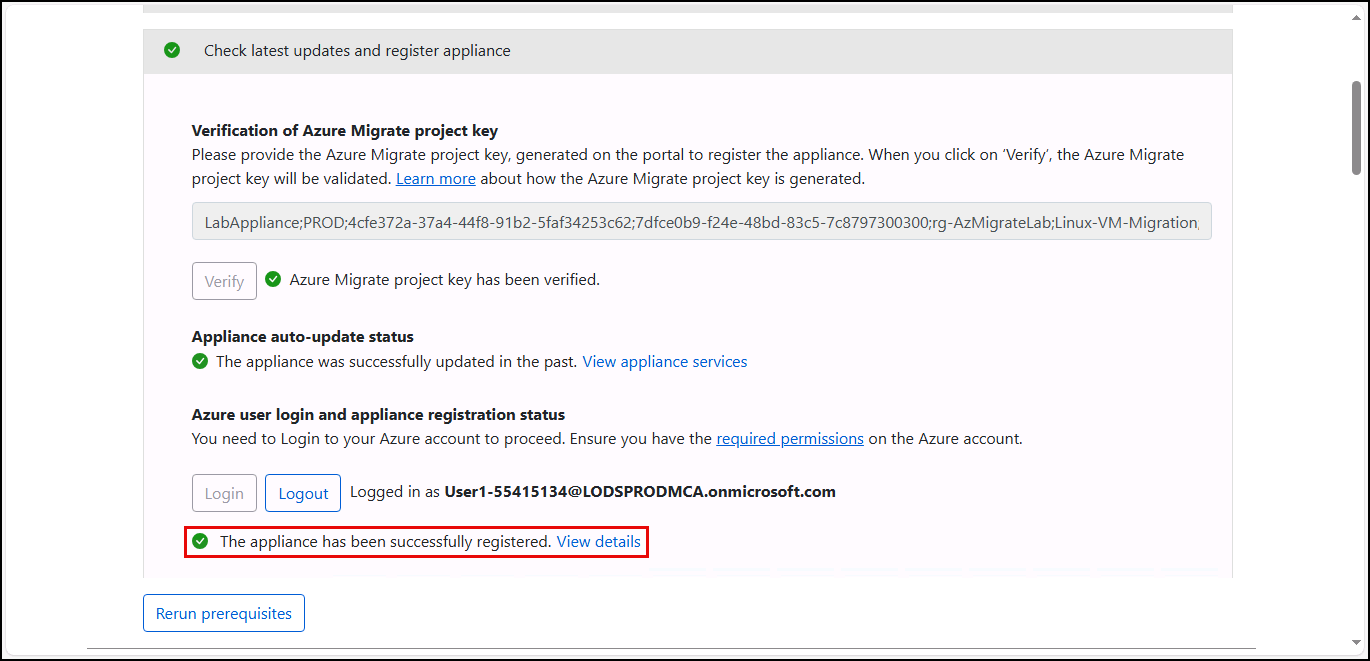 Check latest updates and register appliance
Verification of Azure Migrate project key
Please provide the Azure Migrate project key, generated on the portal to register the appliance. When you click on ‘Verify’, the Azure Migrate
project key will be validated. Learn more about how the Azure Migrate project key is generated.
LabAppliance;PROD;4cfe372a-37a4-44f8-91b2-5faf34253c62;7dfce0b9-f24e-48bd-83c5-7c8797300300;rg-AzMigrateLab;Linux-VM-Migration;
Verify Azure Migrate project key has been verified.
Appliance auto-update status
The appliance was successfully updated in the past. View appliance services
Azure user login and appliance registration status
You need to Login to your Azure account to proceed. Ensure you have the required permissions on the Azure account.
Login Logout Logged in as User1-55415134@LODSPRODMCA.onmicrosoft.com
The appliance has been successfully registered. View details
Rerun prerequisites